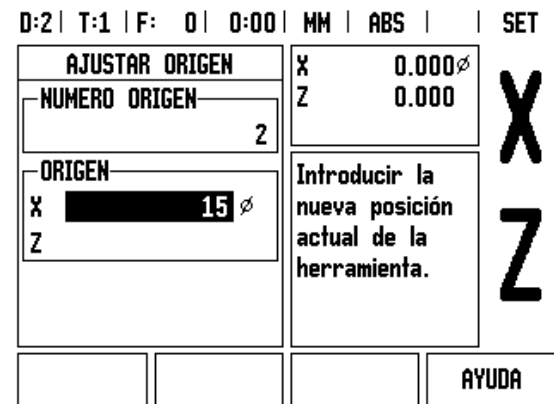 D:2 | T:1 | F: 0 | 0:00 | MM | ABS | | SET
AJUSTAR ORIGEN
NUMERO ORIGEN
2
ORIGEN
X 15 ⌀
Z
X 0.000⌀
Z 0.000
Introducir la
nueva posición
actual de la
herramienta.
X
Z
AYUDA